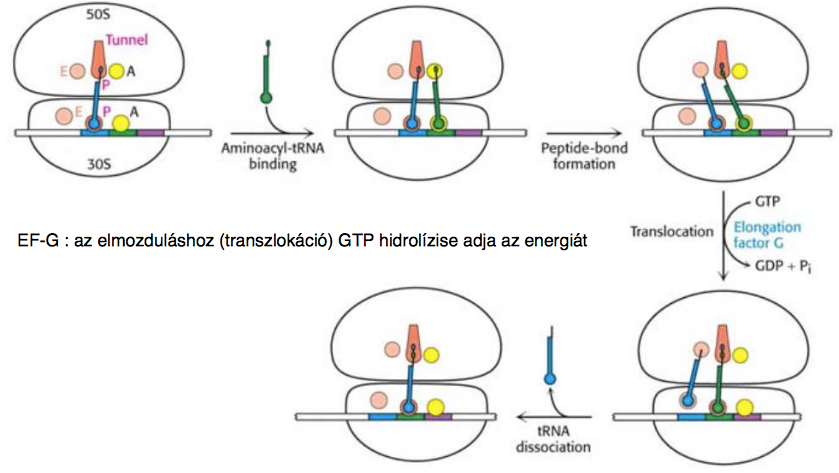 50S
Tunnel
E
A
P
E
P
A
30S
Aminoacyl-tRNA
binding
Peptide-bond
formation
EF-G : az elmozduláshoz (transzlokáció) GTP hidrolízise adja az energiát
Translocation
GTP
Elongation
factor G
GDP + Pi
tRNA
dissociation